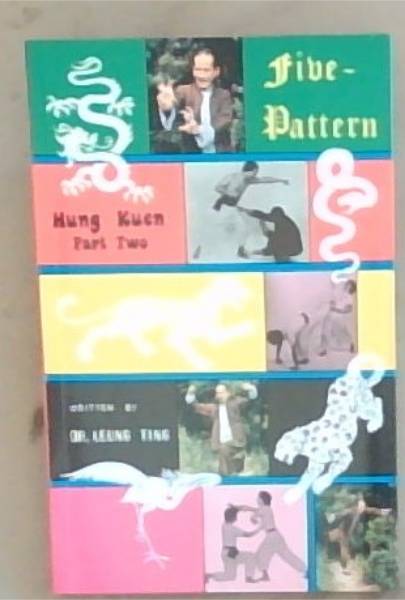 Five-
Pattern
Hung Kuen
Part Two
WRITTEN BY
DR. LEUNG TING